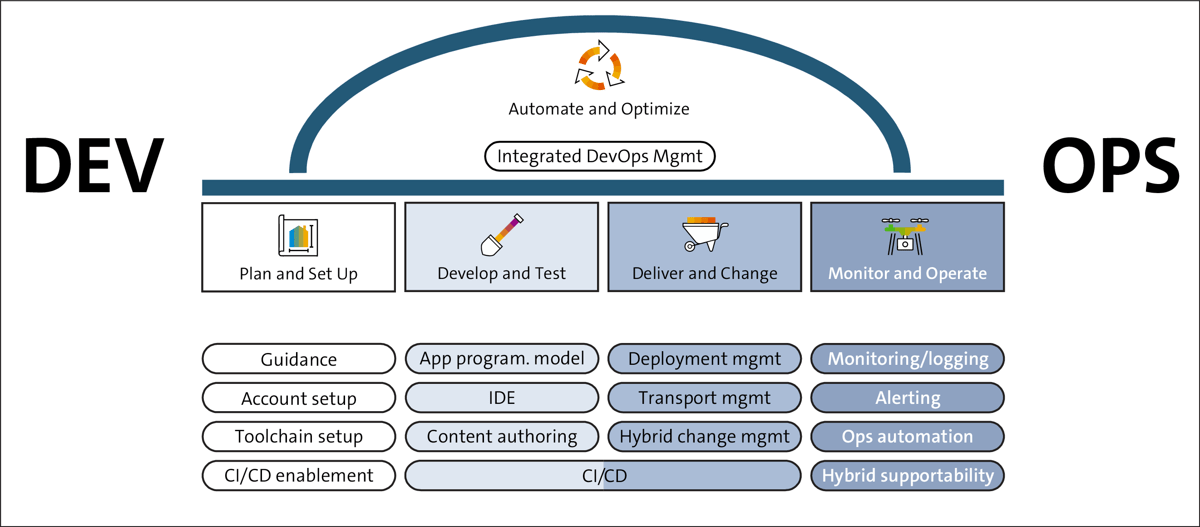 DEV
OPS
Automate and Optimize
Integrated DevOps Mgmt
Plan and Set Up
Develop and Test
Deliver and Change
Monitor and Operate
Guidance
App program. model
Deployment mgmt
Monitoring/logging
Account setup
IDE
Transport mgmt
Alerting
Toolchain setup
Content authoring
Hybrid change mgmt
Ops automation
CI/CD enablement
CI/CD
Hybrid supportability